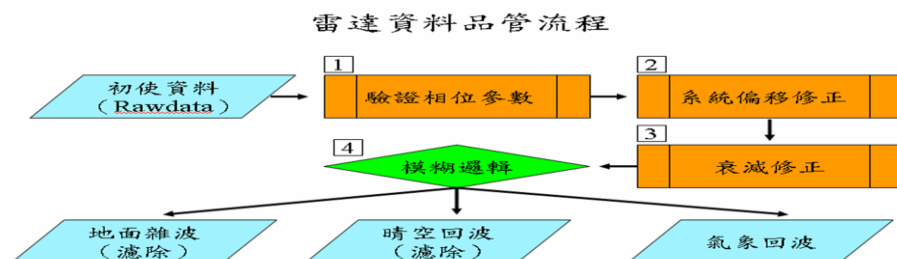 雷達資料品管流程
1
2
初使資料
(Rawdata)
驗證相位參數
系統偏移修正
3
4
模糊邏輯
衰減修正
地面雜波
(濾除)
晴空回波
(濾除)
氣象回波